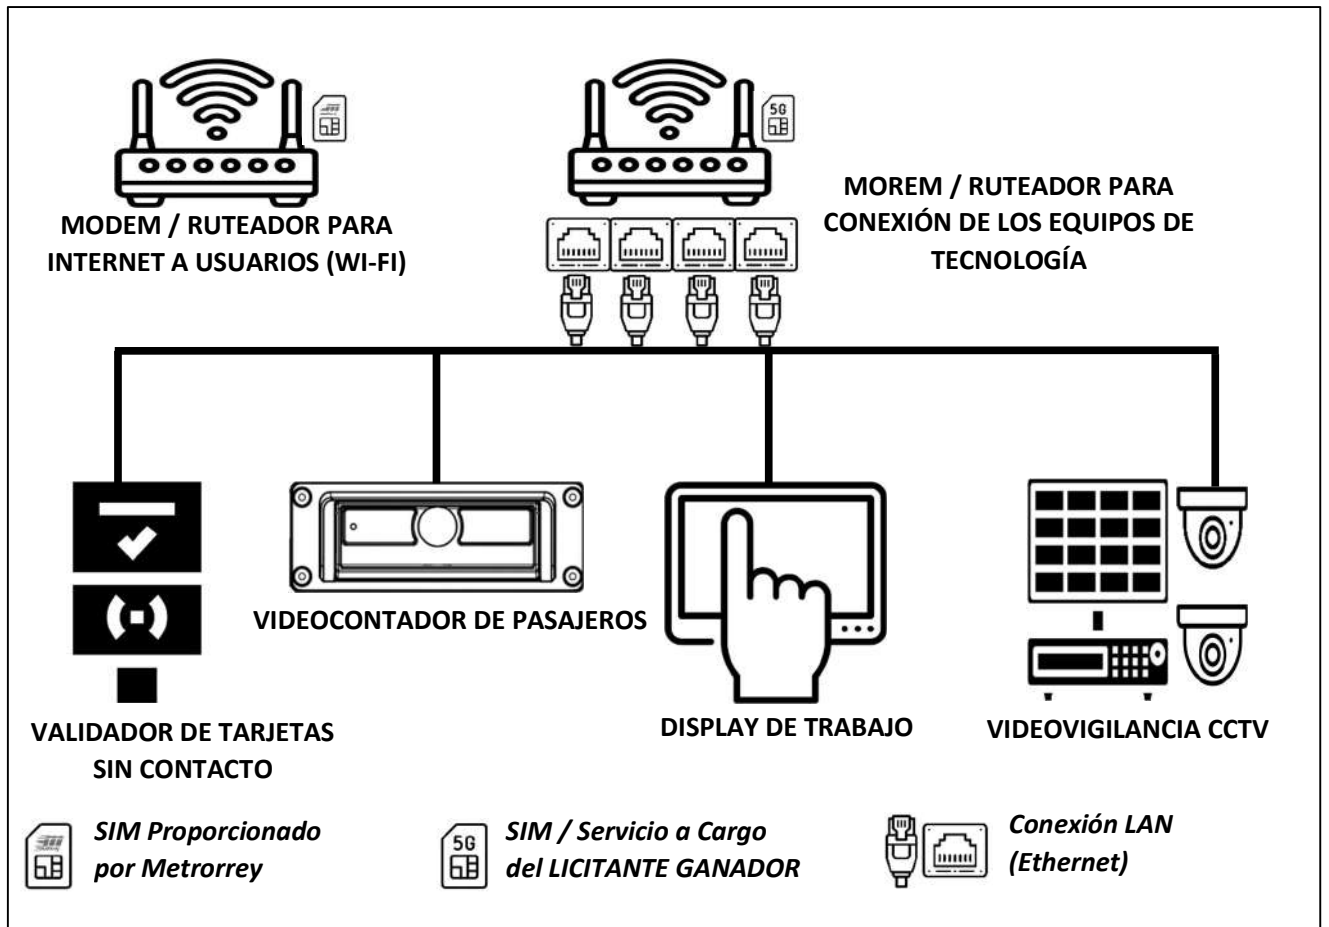 5G
MODEM / RUTEADOR PARA
INTERNET A USUARIOS (WI-FI)
MOREM / RUTEADOR PARA
CONEXIÓN DE LOS EQUIPOS DE
TECNOLOGÍA
VIDEOCONTADOR DE PASAJEROS
VALIDADOR DE TARJETAS
SIN CONTACTO
DISPLAY DE TRABAJO
VIDEOVIGILANCIA CCTV
SIM Proporcionado
por Metrorrey
5G
SIM / Servicio a Cargo
del LICITANTE GANADOR
Conexión LAN
(Ethernet)